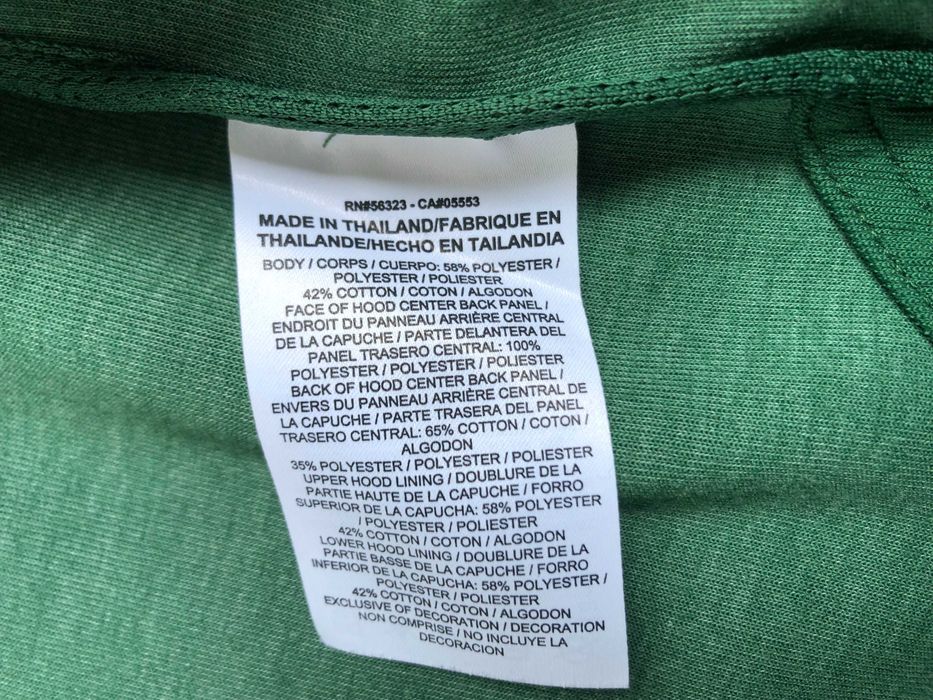 RN#56323 - CA#05553
MADE IN THAILAND/FABRIQUE EN
THAILANDE/HECHO EN TAILANDIA
BODY / CORPS / CUERPO: 58% POLYESTER /
POLYESTER / POLIESTER
42% COTTON / COTON / ALGODON
FACE OF HOOD CENTER BACK PANEL /
ENDROIT DU PANNEAU ARRIÈRE CENTRAL
DE LA CAPUCHE / PARTE DELANTERA DEL
PANEL TRASERO CENTRAL: 100%
POLYESTER / POLYESTER / POLIESTER
BACK OF HOOD CENTER BACK PANEL /
ENVERS DU PANNEAU ARRIÈRE CENTRAL DE
LA CAPUCHE / PARTE TRASERA DEL PANEL
TRASERO CENTRAL: 65% COTTON / COTON /
ALGODON
35% POLYESTER / POLYESTER / POLIESTER
UPPER HOOD LINING / DOUBLURE DE LA
PARTIE HAUTE DE LA CAPUCHE / FORRO
SUPERIOR DE LA CAPUCHA: 58% POLYESTER
/ POLYESTER / POLIESTER
42% COTTON / COTON / ALGODON
LOWER HOOD LINING / DOUBLURE DE LA
PARTIE BASSE DE LA CAPUCHE / FORRO
INFERIOR DE LA CAPUCHA: 58% POLYESTER /
POLYESTER / POLIESTER
42% COTTON / COTON / ALGODON
EXCLUSIVE OF DECORATION / DECORATION
NON COMPRISE / NO INCLUYE LA
DECORACION